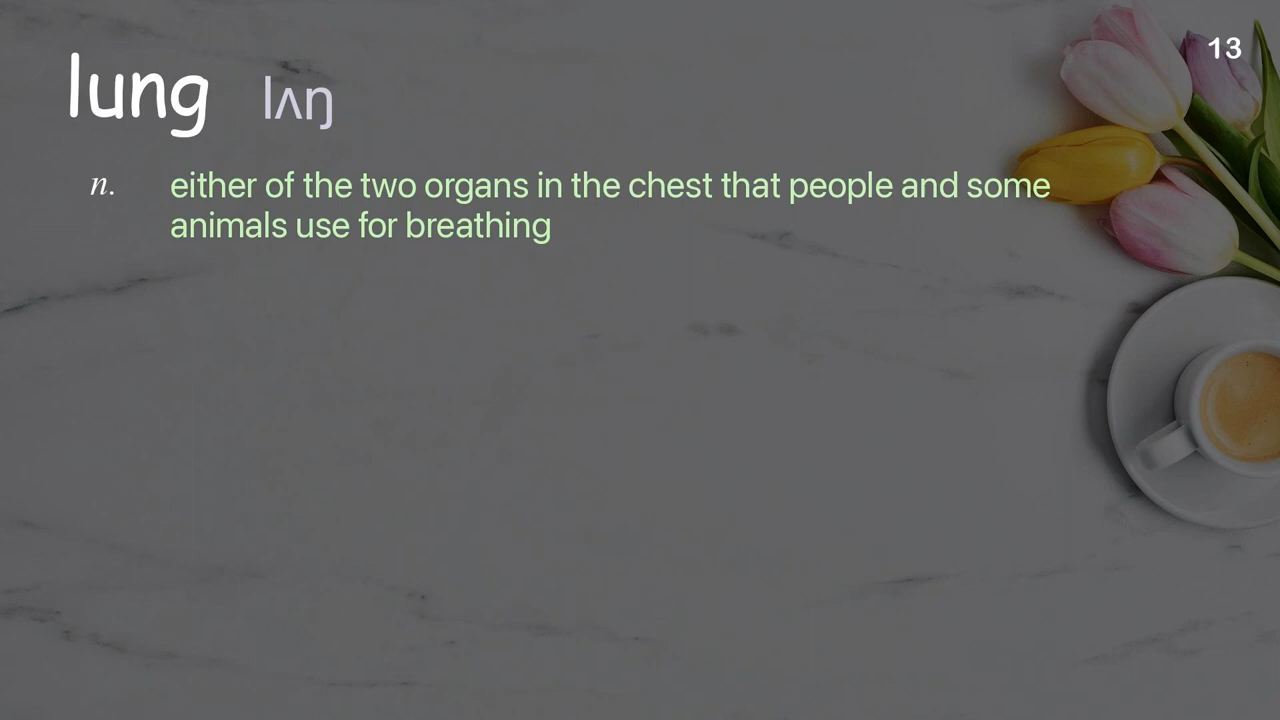 13
lung lʌŋ
n. either of the two organs in the chest that people and some
animals use for breathing